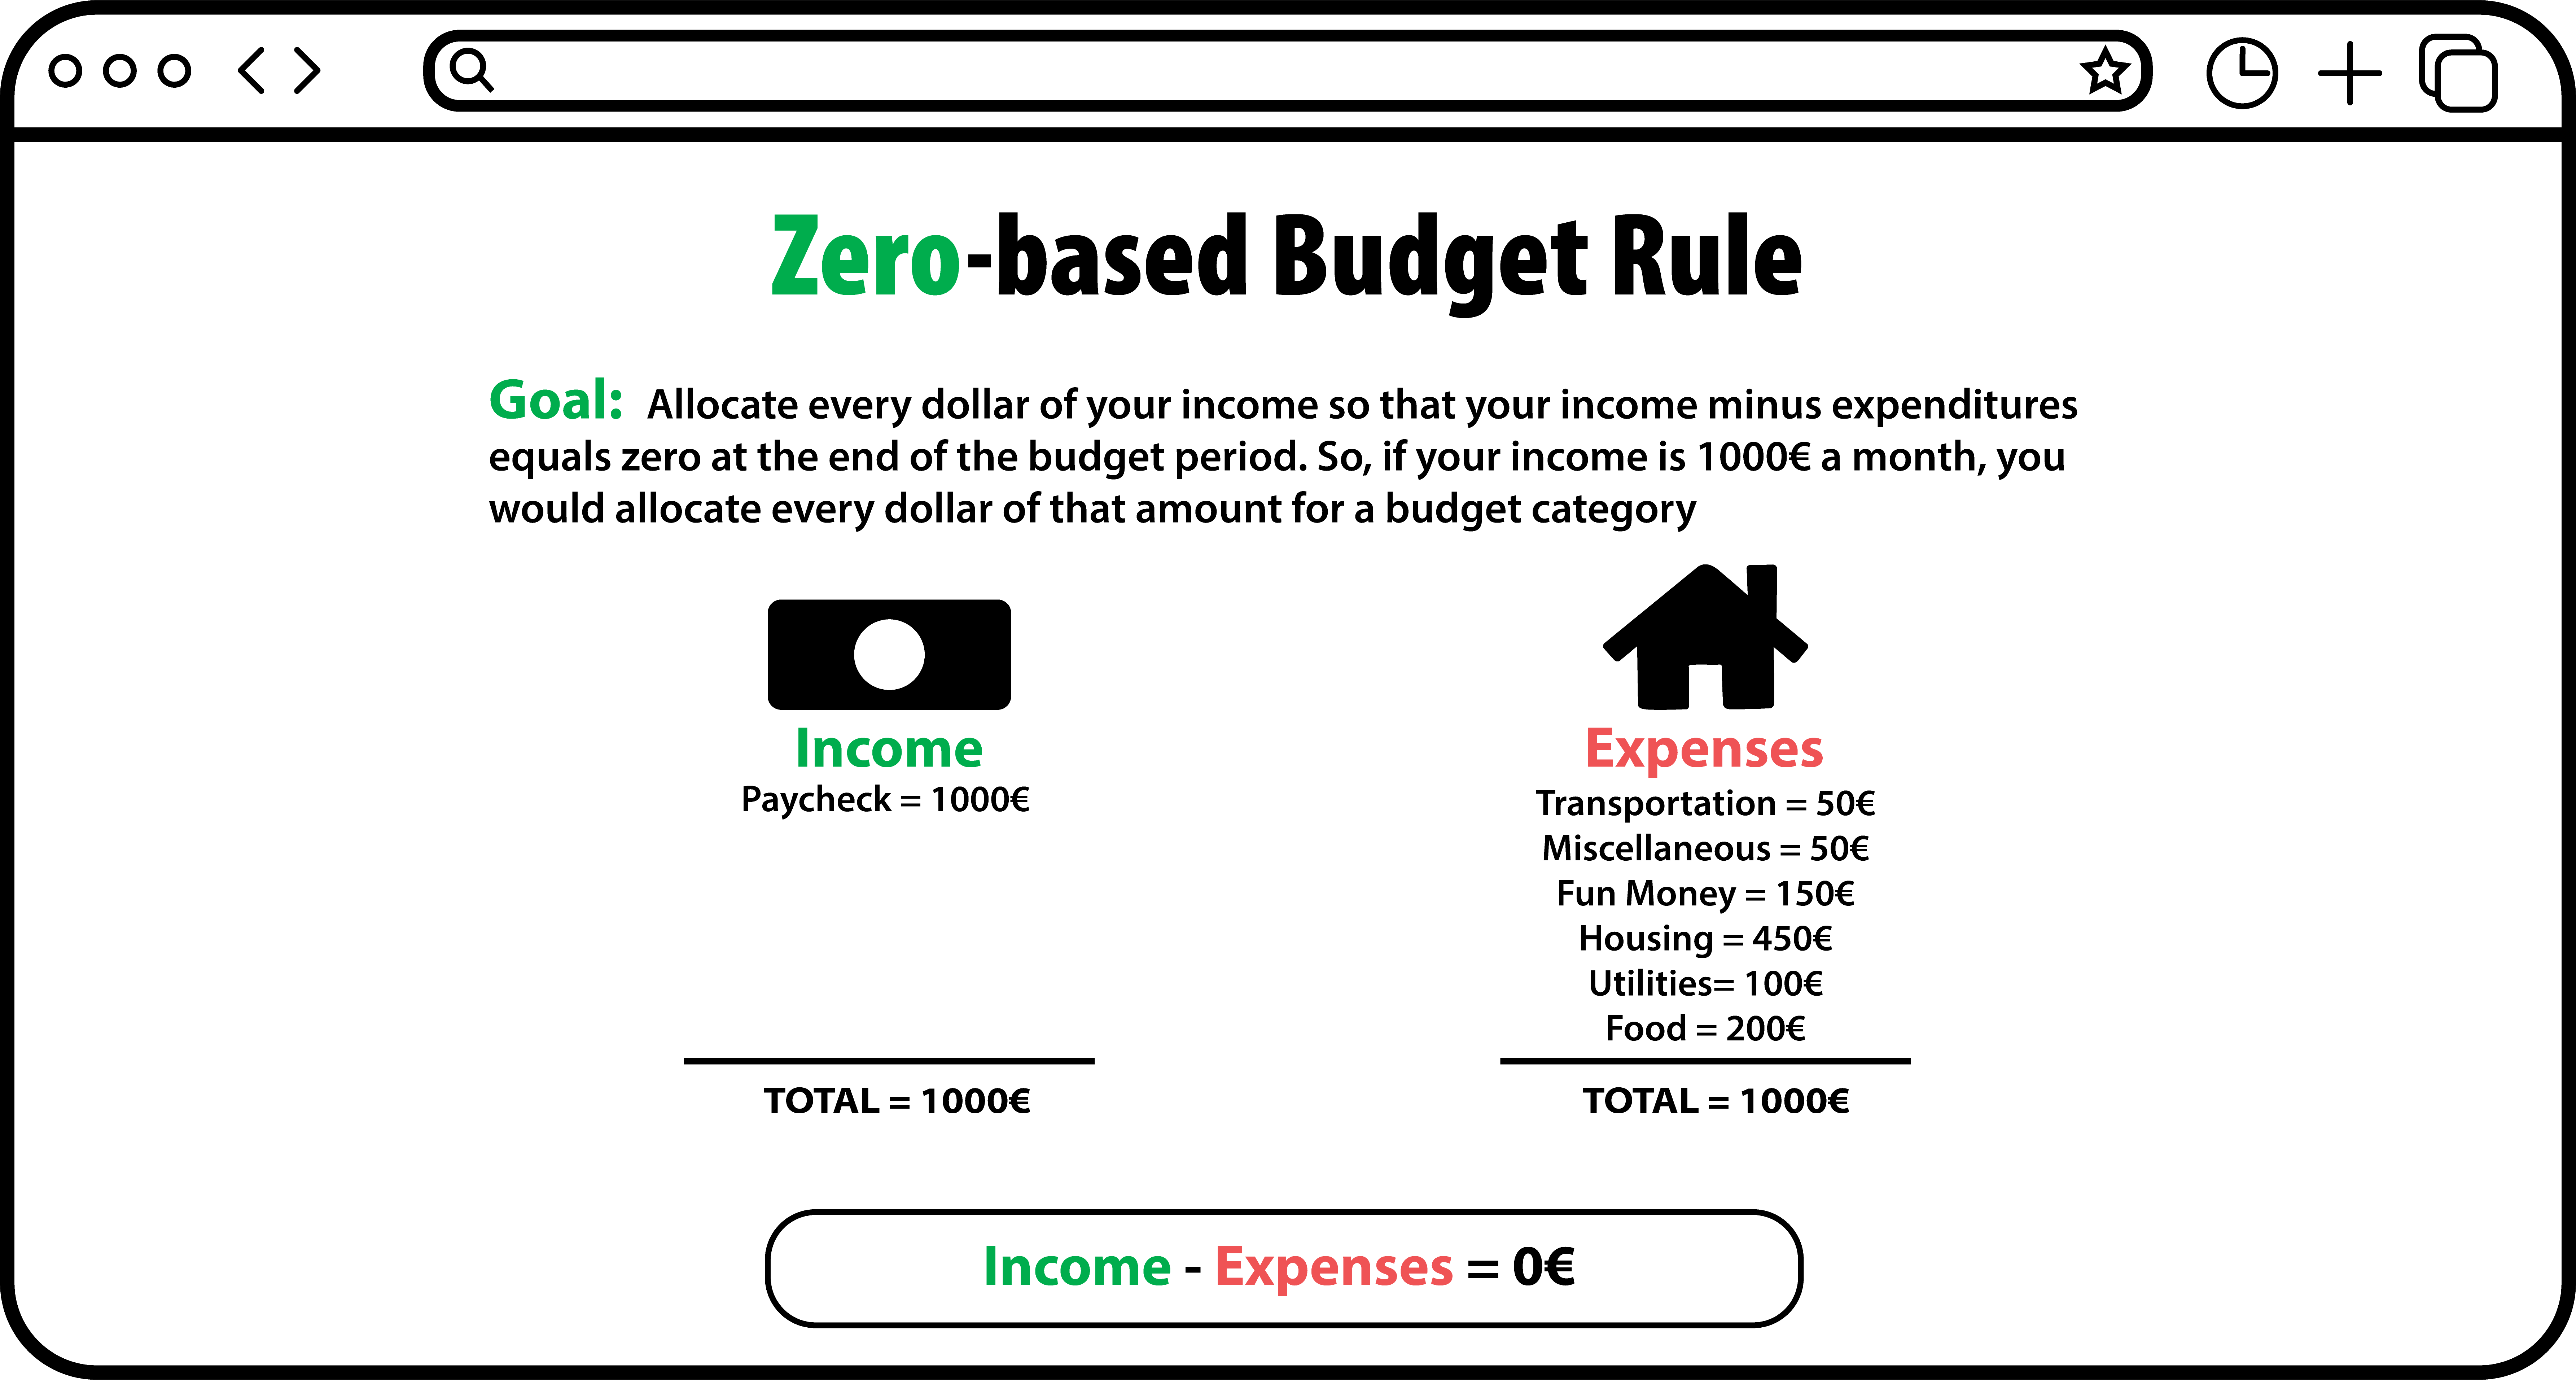 Zero-based Budget Rule
Goal: Allocate every dollar of your income so that your income minus expenditures
equals zero at the end of the budget period. So, if your income is 1000€ a month, you
would allocate every dollar of that amount for a budget category
Income
Paycheck = 1000€
TOTAL = 1000€
Expenses
Transportation = 50€
Miscellaneous = 50€
Fun Money = 150€
Housing = 450€
Utilities= 100€
Food = 200€
TOTAL = 1000€
Income - Expenses = 0€